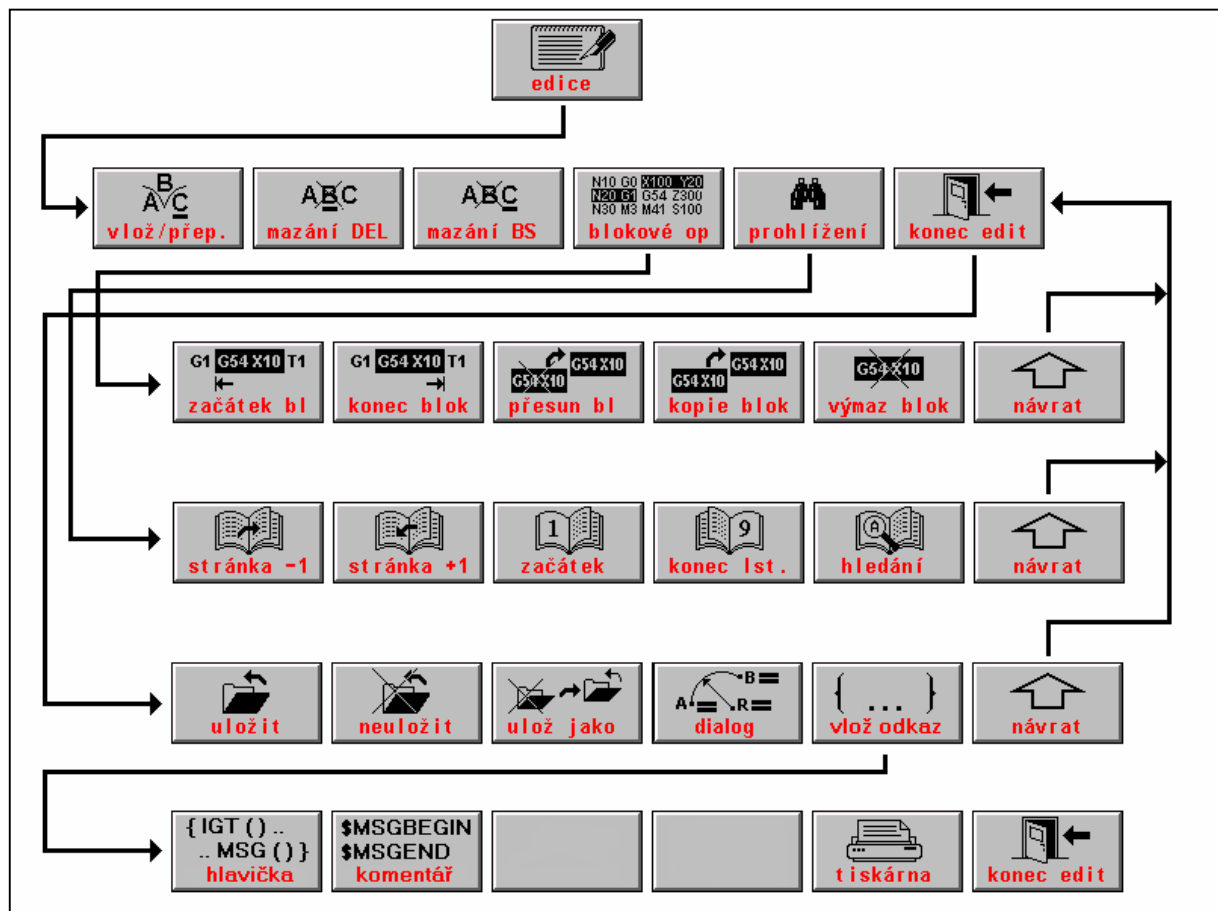 edice
B
A C
vlož/přep.
ABC
mazání DEL
ABC
mazání BS
N10 G0 X100 Y20
N20 G1 G54 Z300
N30 M3 M41 S100
blokové op
prohlížení
konec edit
G1 G54 X10 T1
začátek bl
G1 G54 X10 T1
konec blok
G54 X10
G54 X10
přesun bl
G54 X10
G54 X10
kopie blok
G54 X10
výmaz blok
návrat
stránka -1
stránka +1
1
začátek
9
konec lst.
A
hledání
návrat
uložit
neuložit
ulož jako
B=
A= R=
dialog
{ ... }
vlož odkaz
návrat
{ IGT () ..
.. MSG () }
hlavička
$MSGBEGIN
$MSGEND
komentář
tiskárna
konec edit